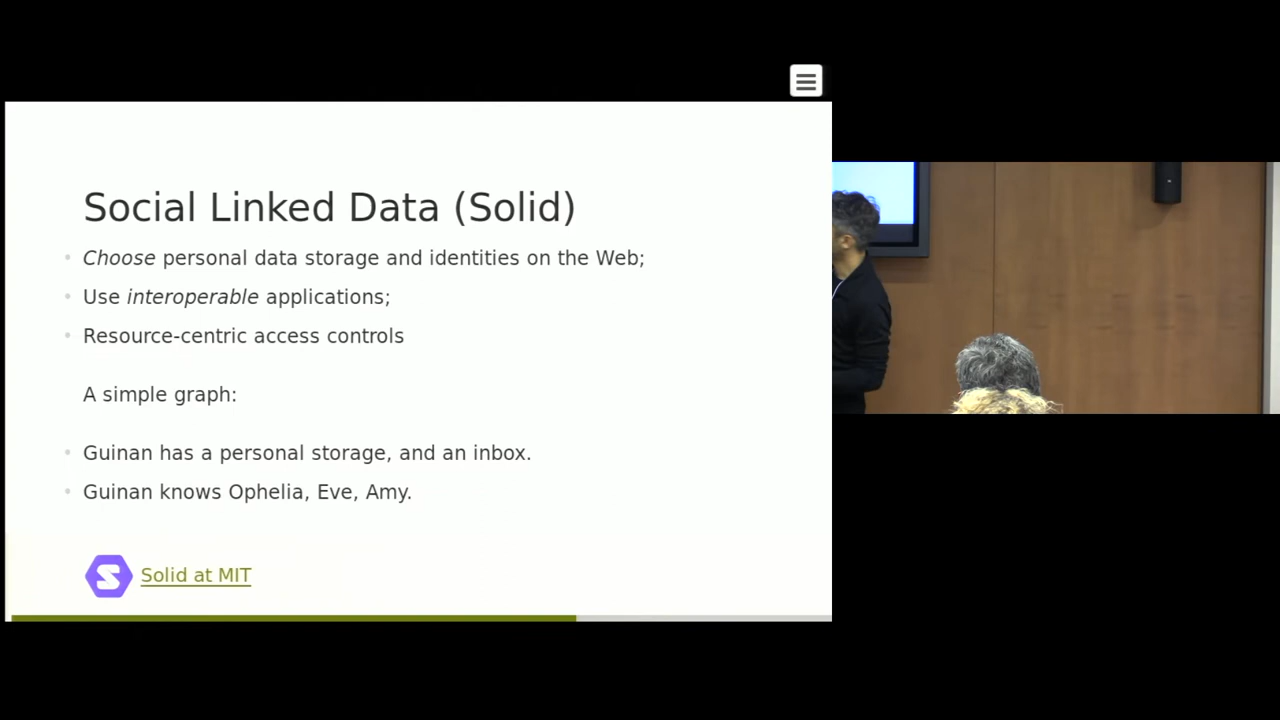 Social Linked Data (Solid)
Choose personal data storage and identities on the Web;
Use interoperable applications;
Resource-centric access controls
A simple graph:
Guinan has a personal storage, and an inbox.
Guinan knows Ophelia, Eve, Amy.
Solid at MIT